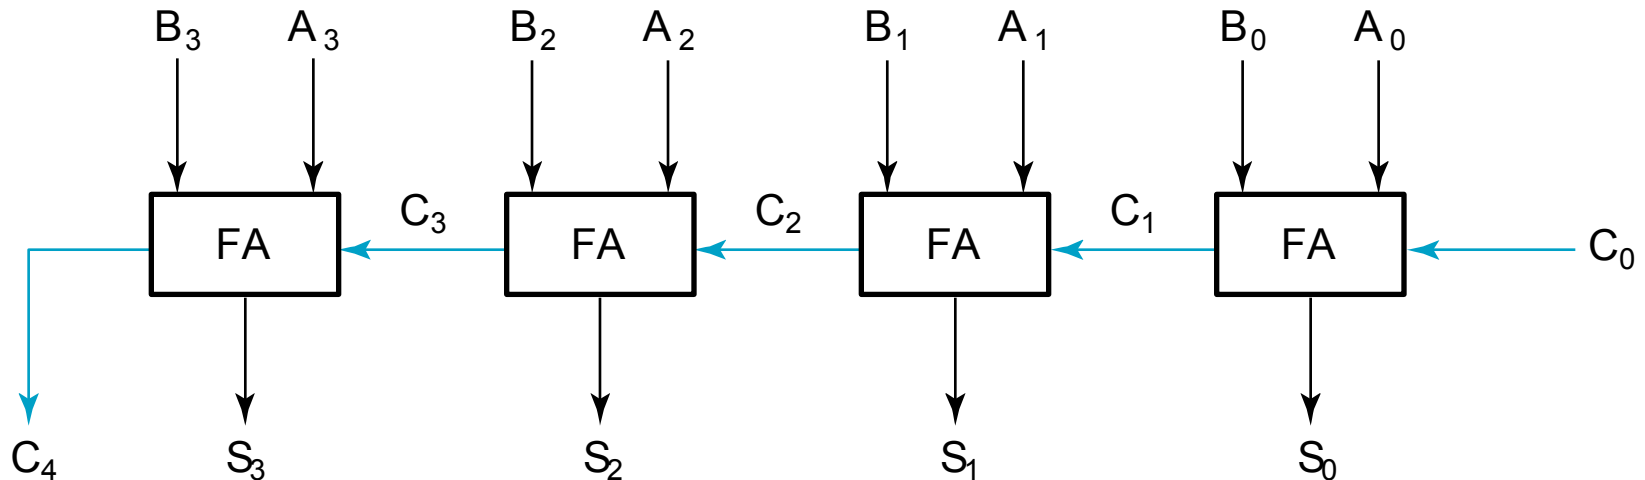 B3 A3 B2 A2 B1 A1 B0 A0
C3 C2 C1
FA FA FA FA C0
C4 S3 S2 S1 S0